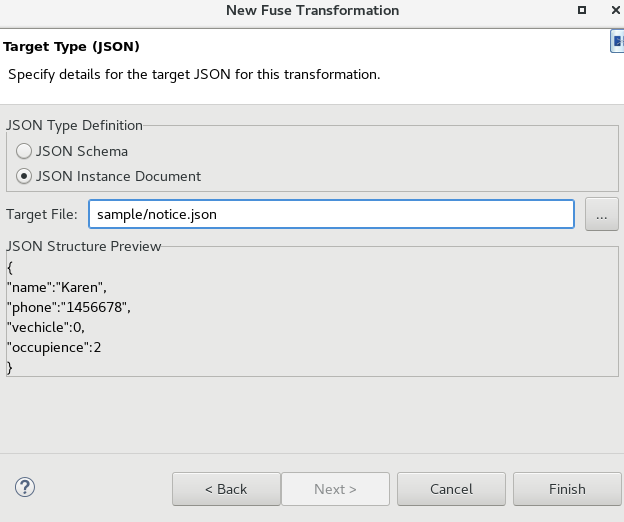 New Fuse Transformation
Target Type (JSON)
Specify details for the target JSON for this transformation.
JSON Type Definition
JSON Schema
JSON Instance Document
Target File: sample/notice.json ...
JSON Structure Preview
{
"name":"Karen",
"phone":"1456678",
"vechicle":0,
"occupience":2
}
? < Back Next > Cancel Finish